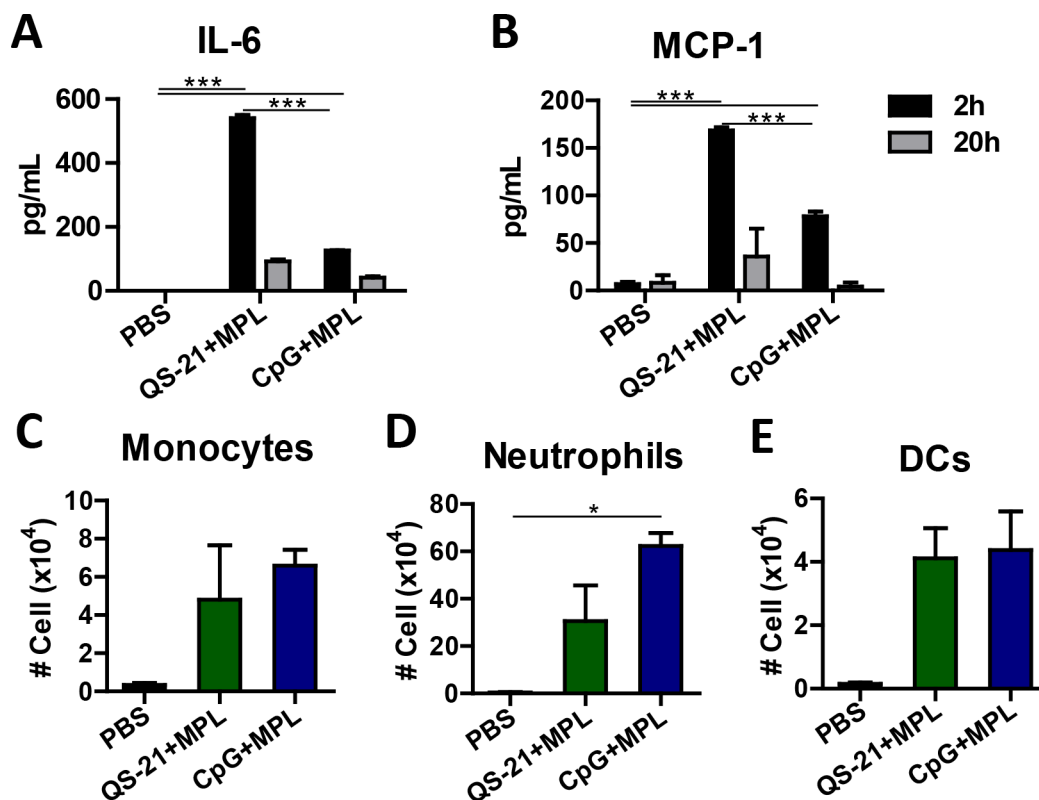 A
IL-6
***
***
pg/mL
600
400
200
0
PBS
QS-21+MPL
CpG+MPL
B
MCP-1
***
***
pg/mL
200
150
100
50
0
PBS
QS-21+MPL
CpG+MPL
2h
20h
C
Monocytes
# Cell (x10⁴)
10
8
6
4
2
0
PBS
QS-21+MPL
CpG+MPL
D
Neutrophils
*
# Cell (x10⁴)
80
60
40
20
0
PBS
QS-21+MPL
CpG+MPL
E
DCs
# Cell (x10⁴)
6
4
2
0
PBS
QS-21+MPL
CpG+MPL